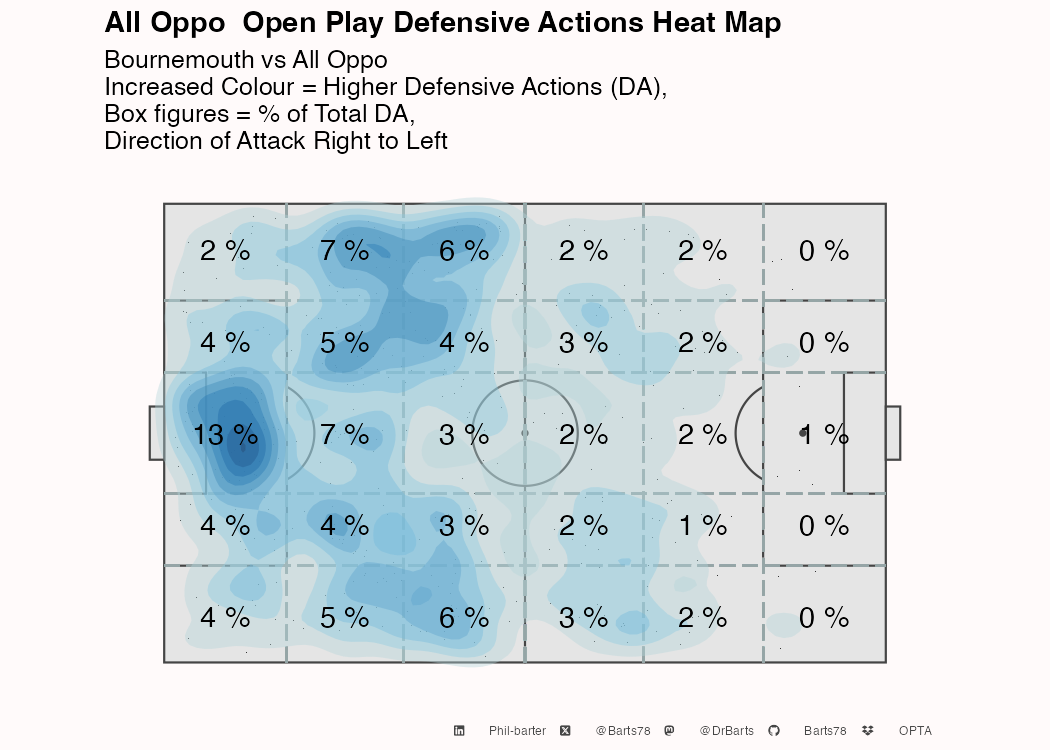 All Oppo  Open Play Defensive Actions Heat Map
Bournemouth vs All Oppo
Increased Colour = Higher Defensive Actions (DA),
Box figures = % of Total DA,
Direction of Attack Right to Left
2 % 7 % 6 % 2 % 2 % 0 %
4 % 5 % 4 % 3 % 2 % 0 %
13 % 7 % 3 % 2 % 2 % 1 %
4 % 4 % 3 % 2 % 1 % 0 %
4 % 5 % 6 % 3 % 2 % 0 %
Phil-barter @Barts78 @DrBarts Barts78 OPTA